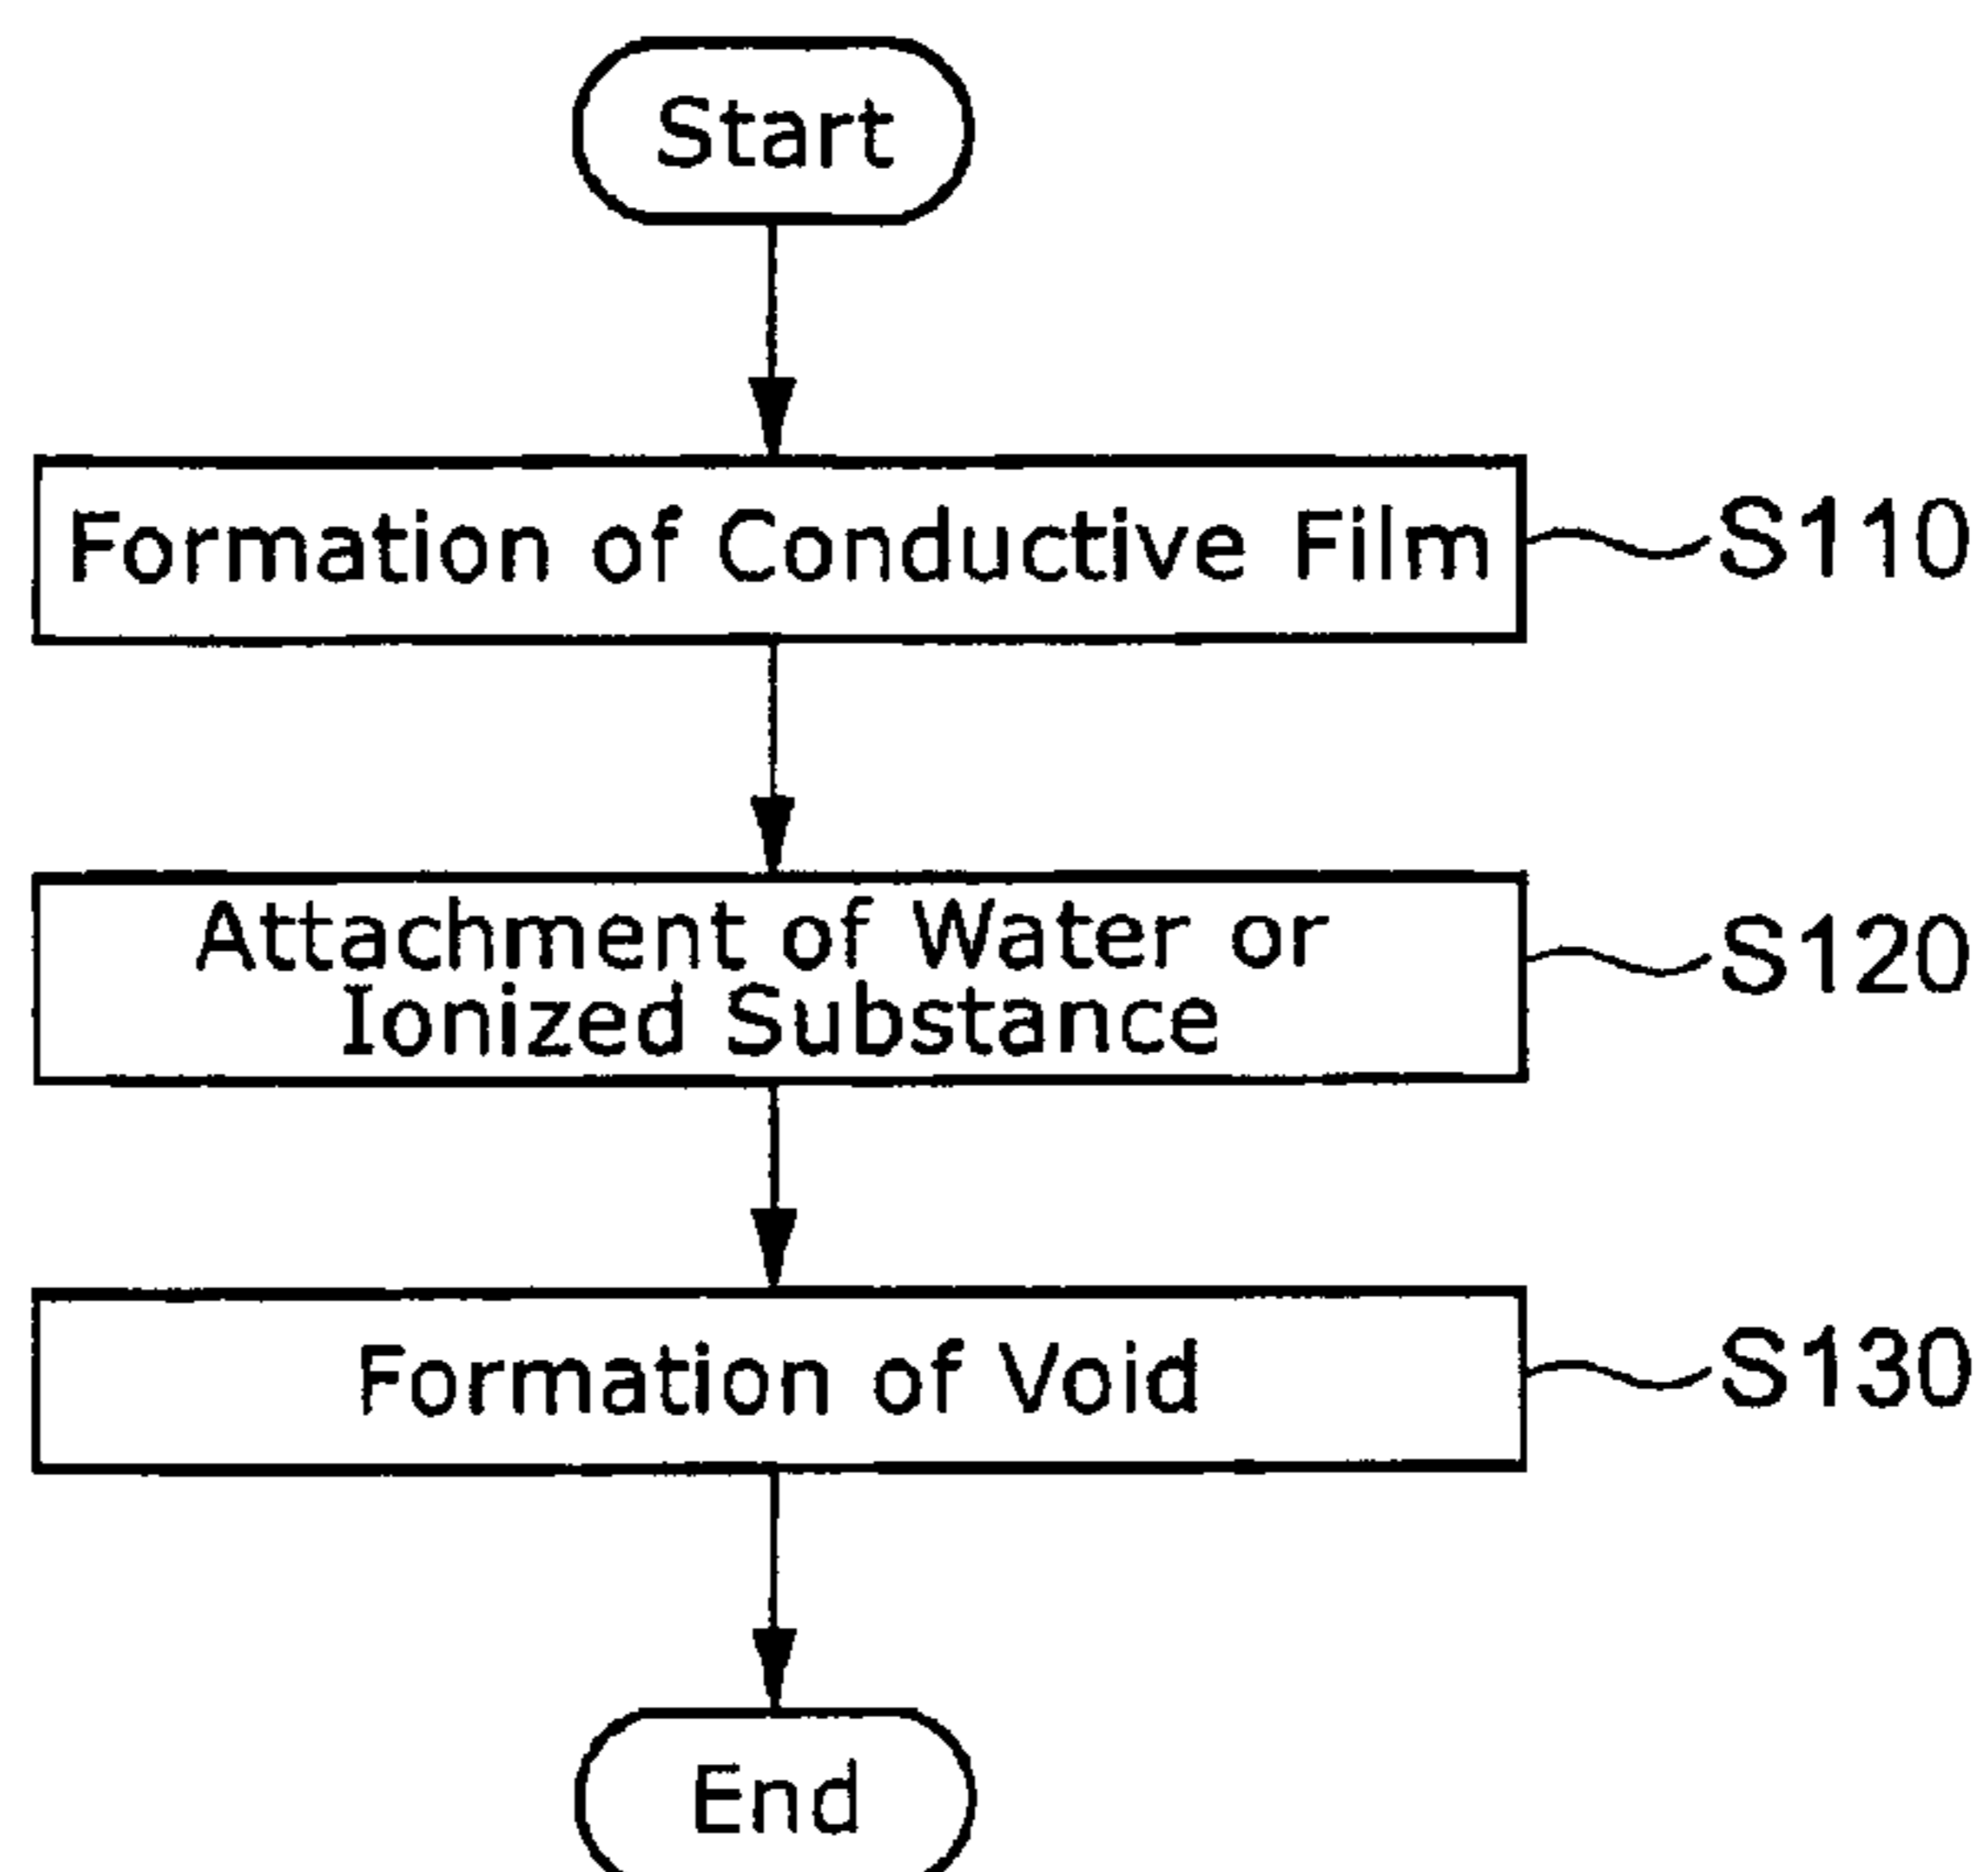 Start
Formation of Conductive Film
S110
Attachment of Water or
Ionized Substance
S120
Formation of Void
S130
End